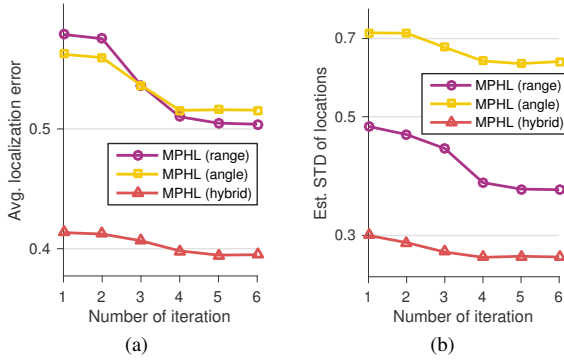 Avg. localization error
0.5
0.4
MPHL (range)
MPHL (angle)
MPHL (hybrid)
1 2 3 4 5 6
Number of iteration
(a)
Est. STD of locations
0.7
0.5
0.3
MPHL (range)
MPHL (angle)
MPHL (hybrid)
1 2 3 4 5 6
Number of iteration
(b)